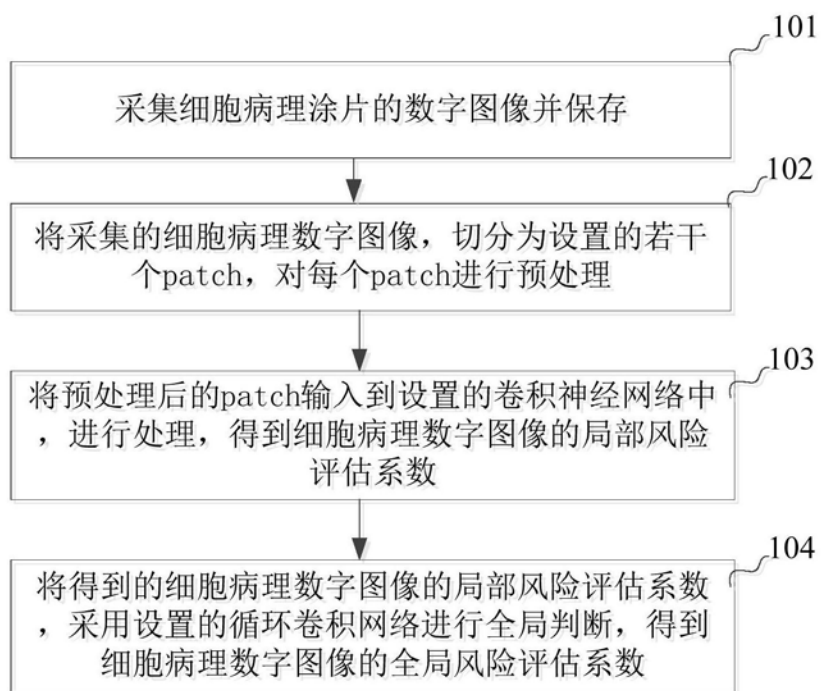 101
采集细胞病理涂片的数字图像并保存
102
将采集的细胞病理数字图像，切分为设置的若干
个patch，对每个patch进行预处理
103
将预处理后的patch输入到设置的卷积神经网络中
，进行处理，得到细胞病理数字图像的局部风险
评估系数
104
将得到的细胞病理数字图像的局部风险评估系数
，采用设置的循环卷积网络进行全局判断，得到
细胞病理数字图像的全局风险评估系数